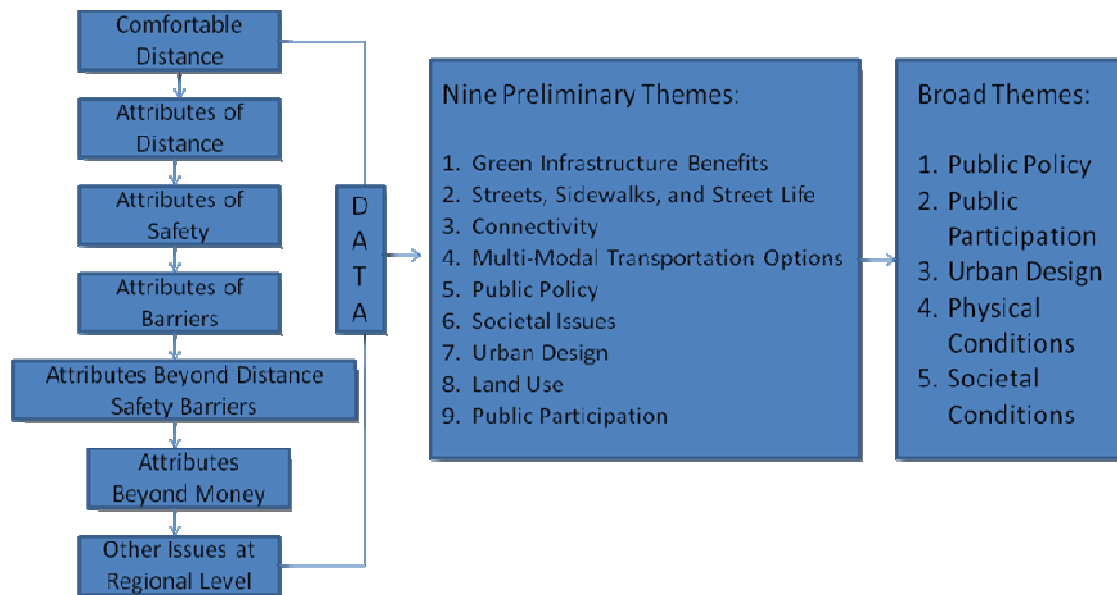 Comfortable
Distance
Attributes of
Distance
Attributes of
Safety
Attributes of
Barriers
Attributes Beyond Distance
Safety Barriers
Attributes
Beyond Money
Other Issues at
Regional Level
D
A
T
A
Nine Preliminary Themes:
1. Green Infrastructure Benefits
2. Streets, Sidewalks, and Street Life
3. Connectivity
4. Multi-Modal Transportation Options
5. Public Policy
6. Societal Issues
7. Urban Design
8. Land Use
9. Public Participation
Broad Themes:
1. Public Policy
2. Public
Participation
3. Urban Design
4. Physical
Conditions
5. Societal
Conditions